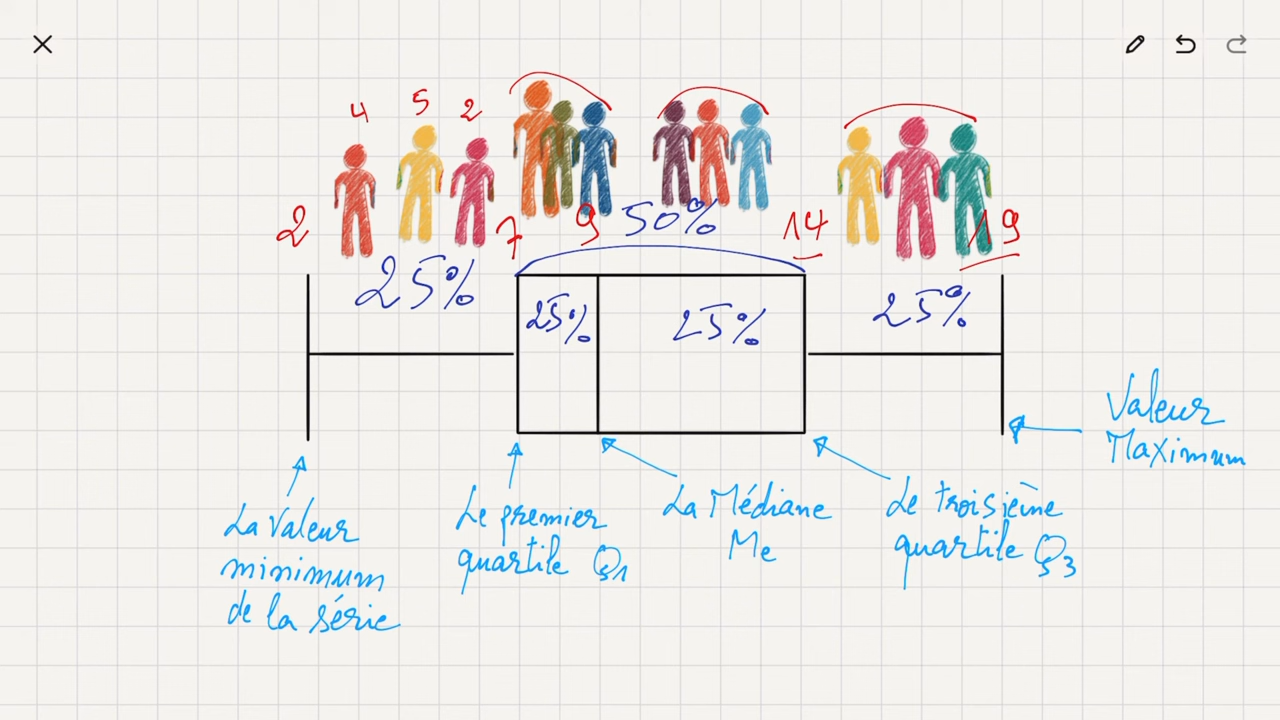 4 5 2
2 7 9 50% 14 19
25% 25% 25% 25%
La Valeur
minimum
de la série
Le premier
quartile Q1
La Médiane
Me
Le troisième
quartile Q3
Valeur
Maximum